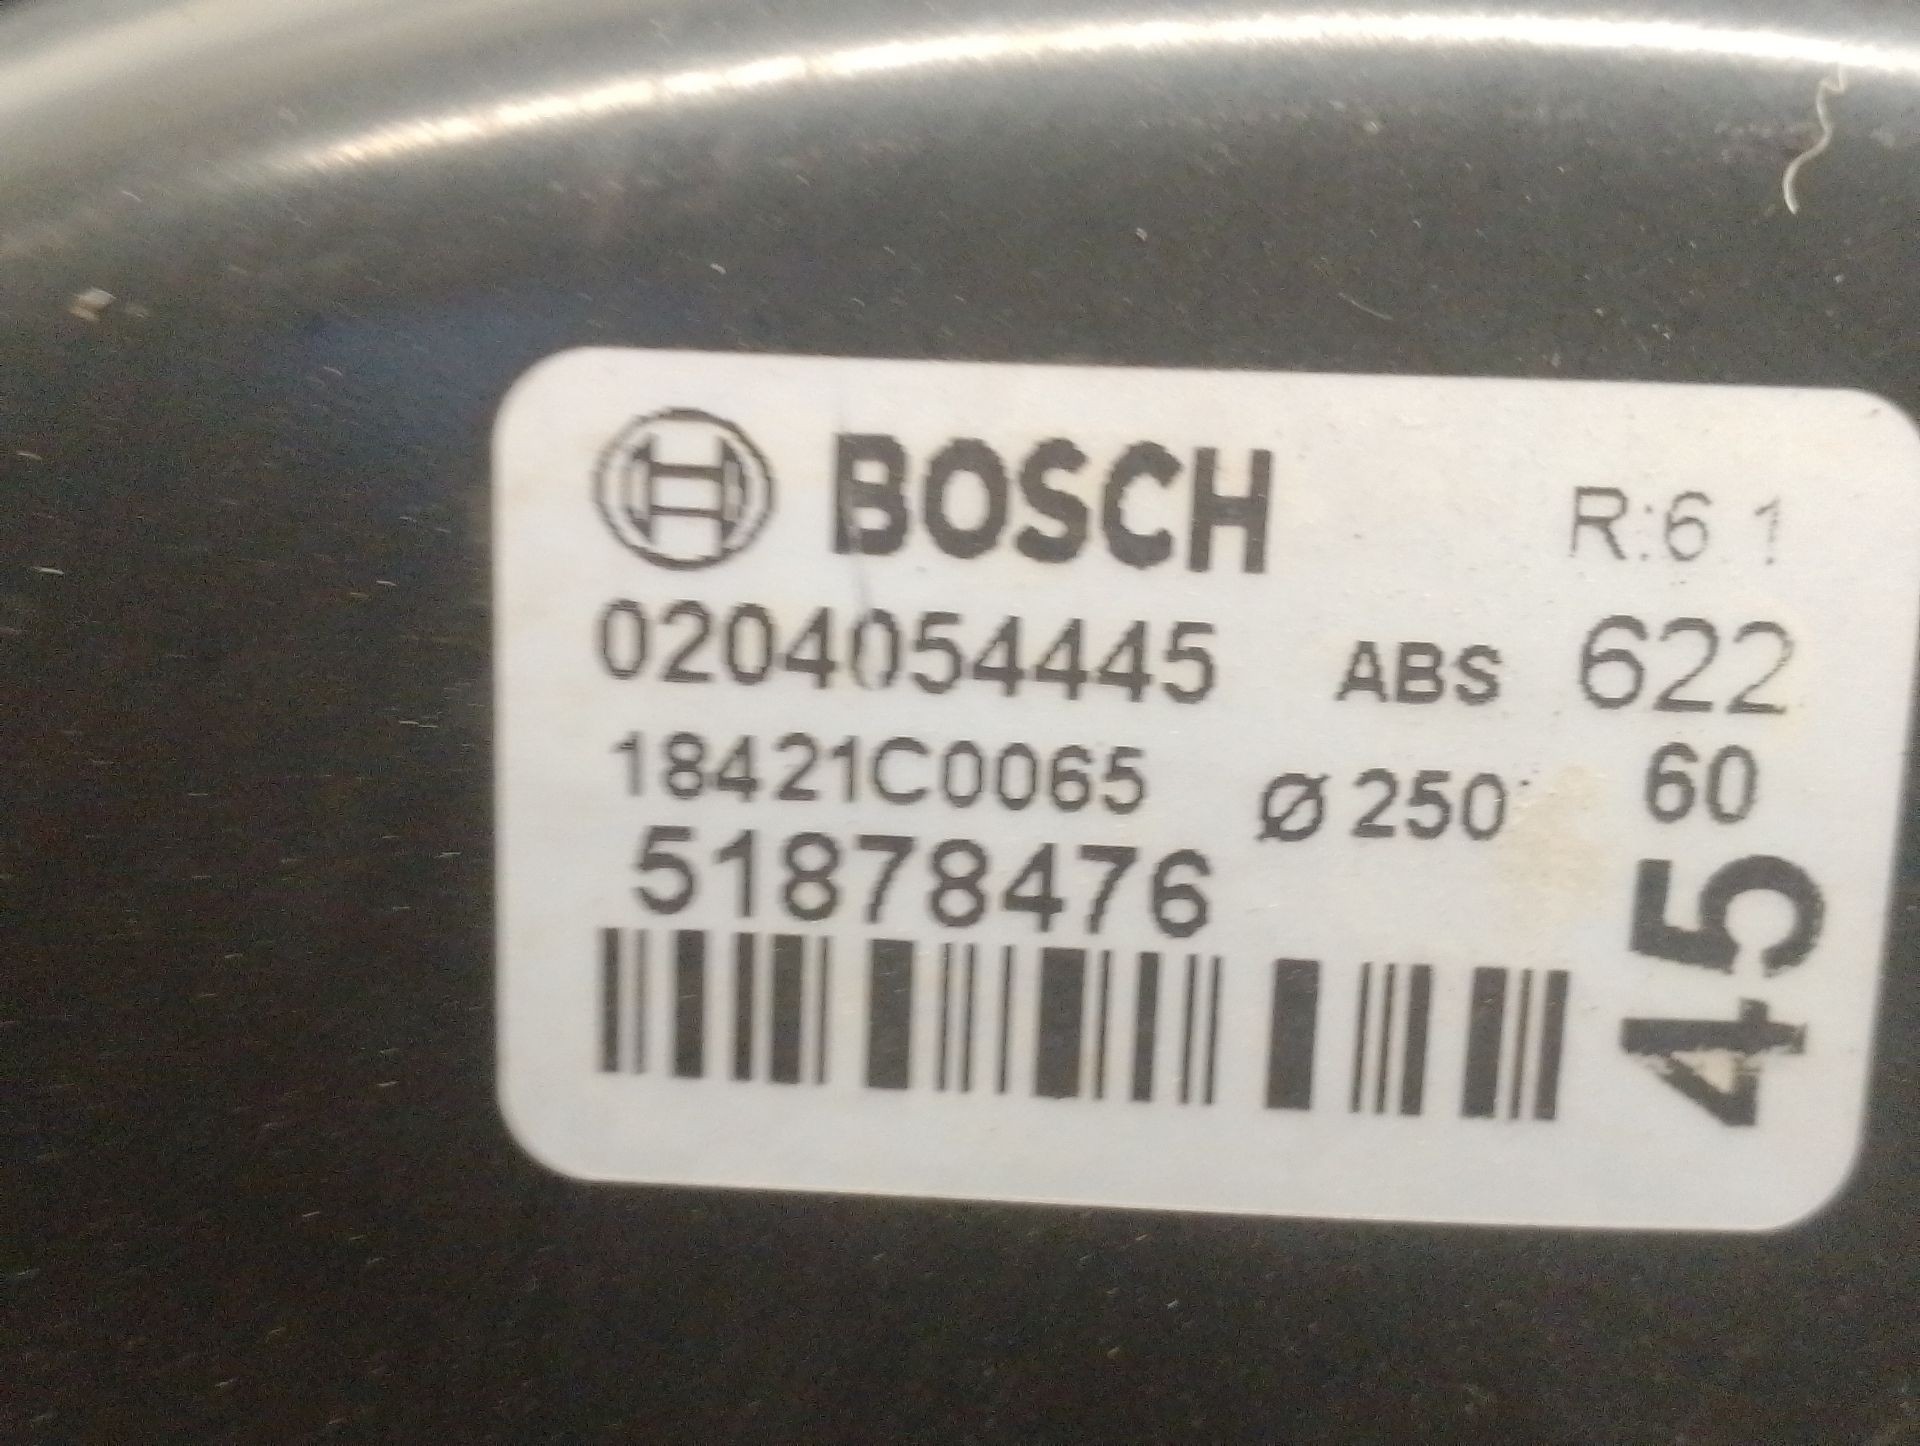 BOSCH R:6 1
0204054445 ABS 622
18421C0065 Ø 250 60
51878476
45